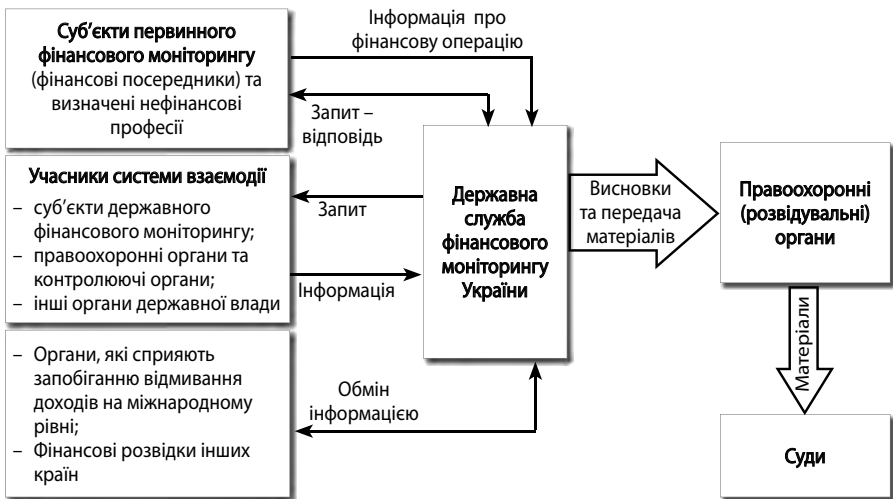 Суб’єкти первинного
фінансового моніторингу
(фінансові посередники) та
визначені нефінансові
професії
Інформація про
фінансову операцію
Запит –
відповідь
Учасники системи взаємодії
– суб’єкти державного
фінансового моніторингу;
– правоохоронні органи та
контролюючі органи;
– інші органи державної влади
Запит
Інформація
– Органи, які сприяють
запобіганню відмивання
доходів на міжнародному
рівні;
– Фінансові розвідки інших
країн
Обмін
інформацією
Державна
служба
фінансового
моніторингу
України
Висновки
та передача
матеріалів
Правоохоронні
(розвідувальні)
органи
Матеріали
Суди